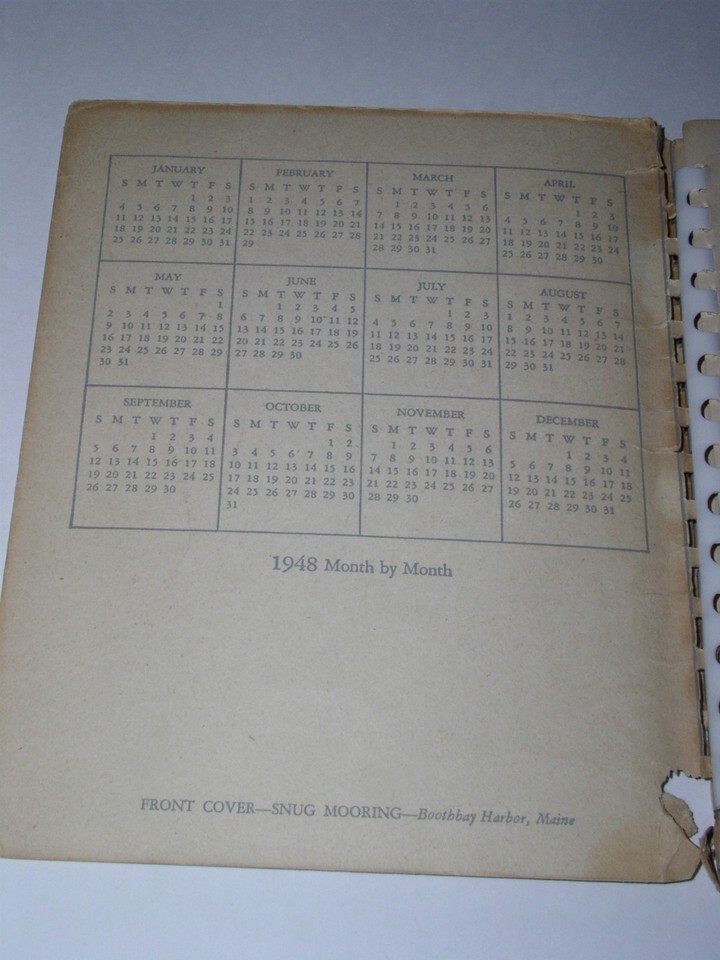 JANUARY
S M T W T F S
1 2 3
4 5 6 7 8 9 10
11 12 13 14 15 16 17
18 19 20 21 22 23 24
25 26 27 28 29 30 31
FEBRUARY
S M T W T F S
1 2 3 4 5 6 7
8 9 10 11 12 13 14
15 16 17 18 19 20 21
22 23 24 25 26 27 28
29
MARCH
S M T W T F S
1 2 3 4 5 6
7 8 9 10 11 12 13
14 15 16 17 18 19 20
21 22 23 24 25 26 27
28 29 30 31
APRIL
S M T W T F S
1 2 3
4 5 6 7 8 9 10
11 12 13 14 15 16 17
18 19 20 21 22 23 24
25 26 27 28 29 30
MAY
S M T W T F S
1
2 3 4 5 6 7 8
9 10 11 12 13 14 15
16 17 18 19 20 21 22
23 24 25 26 27 28 29
30 31
JUNE
S M T W T F S
1 2 3 4 5
6 7 8 9 10 11 12
13 14 15 16 17 18 19
20 21 22 23 24 25 26
27 28 29 30
JULY
S M T W T F S
1 2 3
4 5 6 7 8 9 10
11 12 13 14 15 16 17
18 19 20 21 22 23 24
25 26 27 28 29 30 31
AUGUST
S M T W T F S
1 2 3 4 5 6 7
8 9 10 11 12 13 14
15 16 17 18 19 20 21
22 23 24 25 26 27 28
29 30 31
SEPTEMBER
S M T W T F S
1 2 3 4
5 6 7 8 9 10 11
12 13 14 15 16 17 18
19 20 21 22 23 24 25
26 27 28 29 30
OCTOBER
S M T W T F S
1 2
3 4 5 6 7 8 9
10 11 12 13 14 15 16
17 18 19 20 21 22 23
24 25 26 27 28 29 30
31
NOVEMBER
S M T W T F S
1 2 3 4 5 6
7 8 9 10 11 12 13
14 15 16 17 18 19 20
21 22 23 24 25 26 27
28 29 30
DECEMBER
S M T W T F S
1 2 3 4
5 6 7 8 9 10 11
12 13 14 15 16 17 18
19 20 21 22 23 24 25
26 27 28 29 30 31
1948 Month by Month
FRONT COVER—SNUG MOORING—Boothbay Harbor, Maine